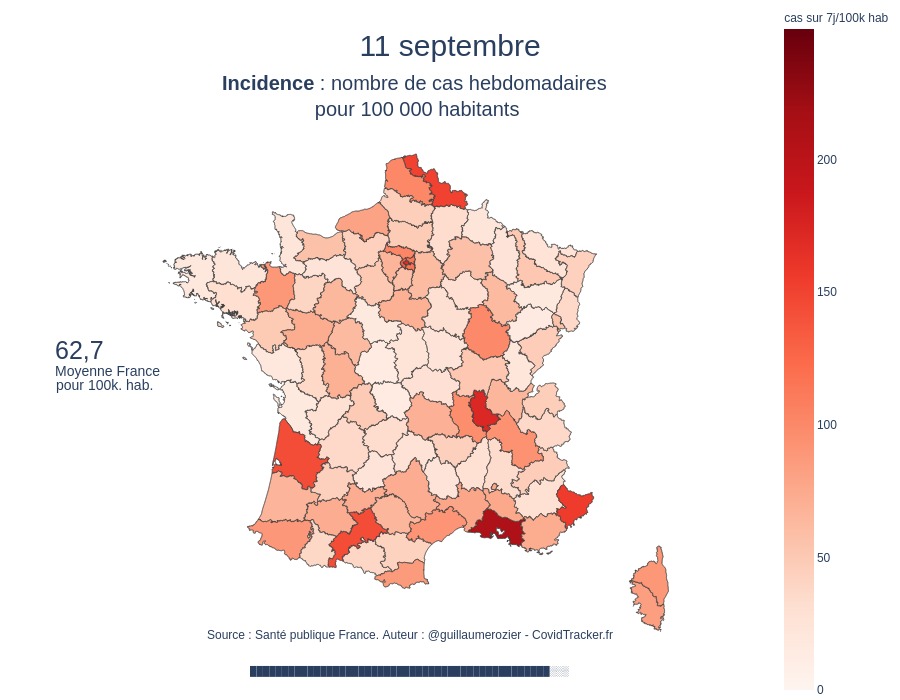 cas sur 7j/100k hab
11 septembre
Incidence : nombre de cas hebdomadaires
pour 100 000 habitants
200
150
100
50
0
62,7
Moyenne France
pour 100k. hab.
Source : Santé publique France. Auteur : @guillaumerozier - CovidTracker.fr